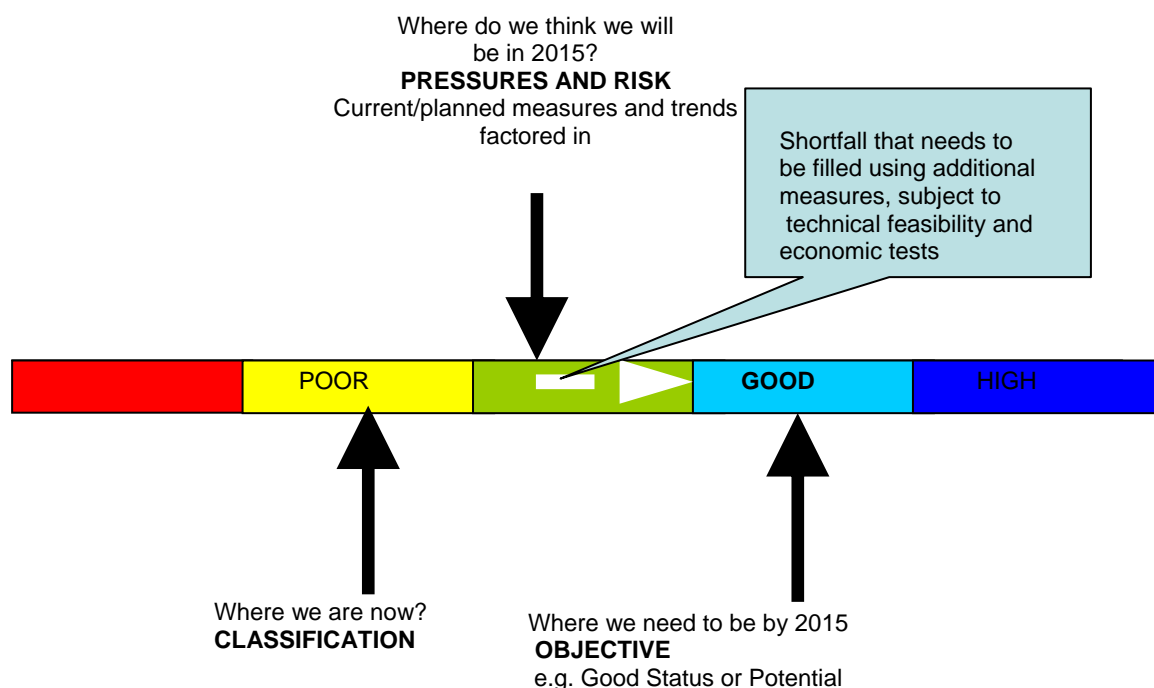 Where do we think we will
be in 2015?
PRESSURES AND RISK
Current/planned measures and trends
factored in
Shortfall that needs to
be filled using additional
measures, subject to
technical feasibility and
economic tests
POOR
GOOD
HIGH
Where we are now?
CLASSIFICATION
Where we need to be by 2015
OBJECTIVE
e.g. Good Status or Potential